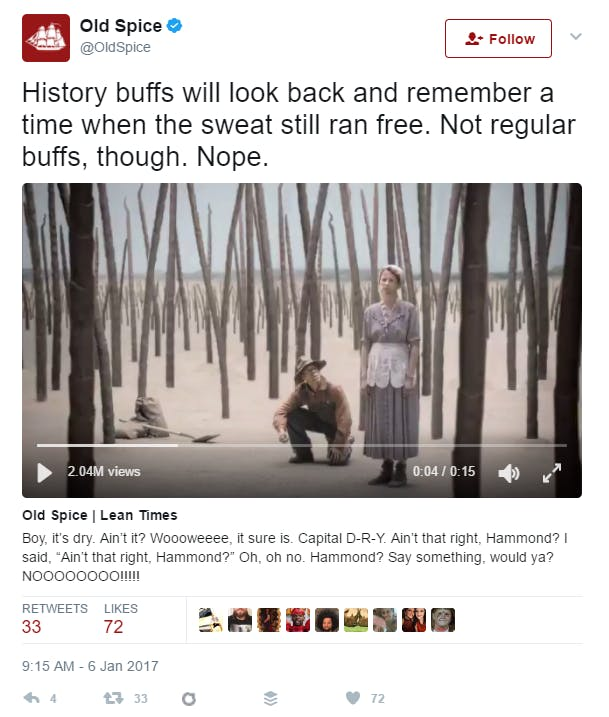 Old Spice
@OldSpice
Follow
History buffs will look back and remember a
time when the sweat still ran free. Not regular
buffs, though. Nope.
2.04M views
0:04 / 0:15
Old Spice | Lean Times
Boy, it's dry. Ain't it? Woooweeee, it sure is. Capital D-R-Y. Ain't that right, Hammond? I
said, “Ain't that right, Hammond?” Oh, oh no. Hammond? Say something, would ya?
NOOOOOOOO!!!!!
RETWEETS LIKES
33 72
9:15 AM - 6 Jan 2017
4 33 72